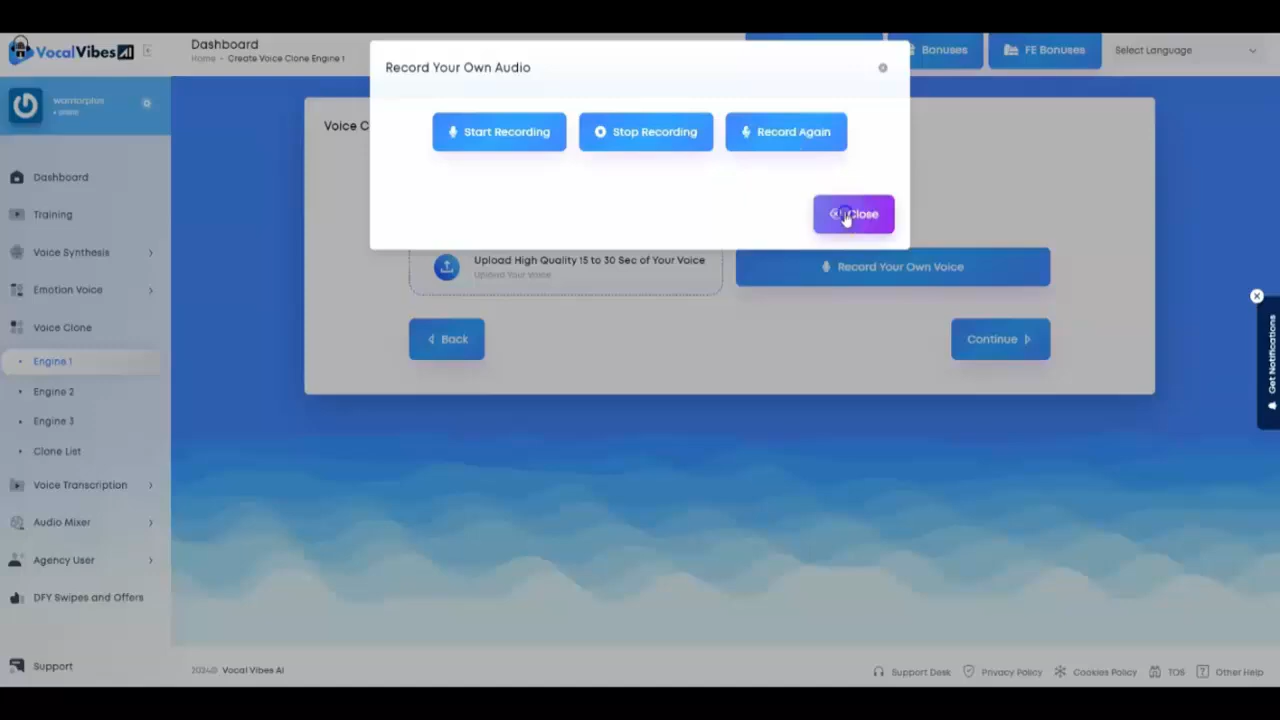 VocalVibes AI
Dashboard
Home - Create Voice Clone Engine 1
Bonuses
FE Bonuses
Select Language
warriorplus
Record Your Own Audio
Start Recording
Stop Recording
Record Again
Close
Voice C
Upload High Quality 15 to 30 Sec of Your Voice
Upload Your Voice
Record Your Own Voice
Back
Continue
Dashboard
Training
Voice Synthesis
Emotion Voice
Voice Clone
Engine 1
Engine 2
Engine 3
Clone List
Voice Transcription
Audio Mixer
Agency User
DFY Swipes and Offers
Support
Get Notifications
2024© Vocal Vibes AI
Support Desk
Privacy Policy
Cookies Policy
TOS
Other Help